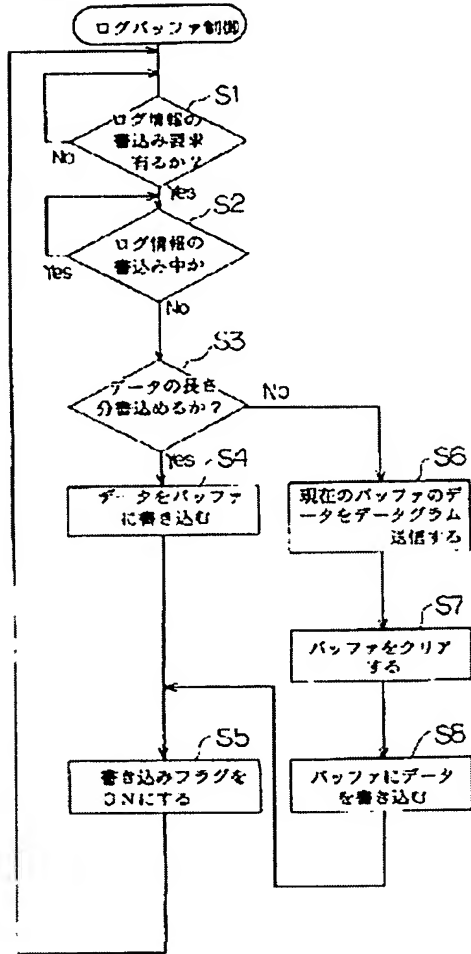 ログバッファ制御
S1
ログ情報の
書込み要求
有るか?
No
Yes
S2
ログ情報の
書込み中か
Yes
No
S3
データの長さ
分書込めるか?
No
Yes
S4
データをバッファ
に書き込む
S6
現在のバッファのデ
ータをデータグラム
送信する
S7
バッファをクリア
する
S5
書き込みフラグを
ONにする
S8
バッファにデータ
を書き込む